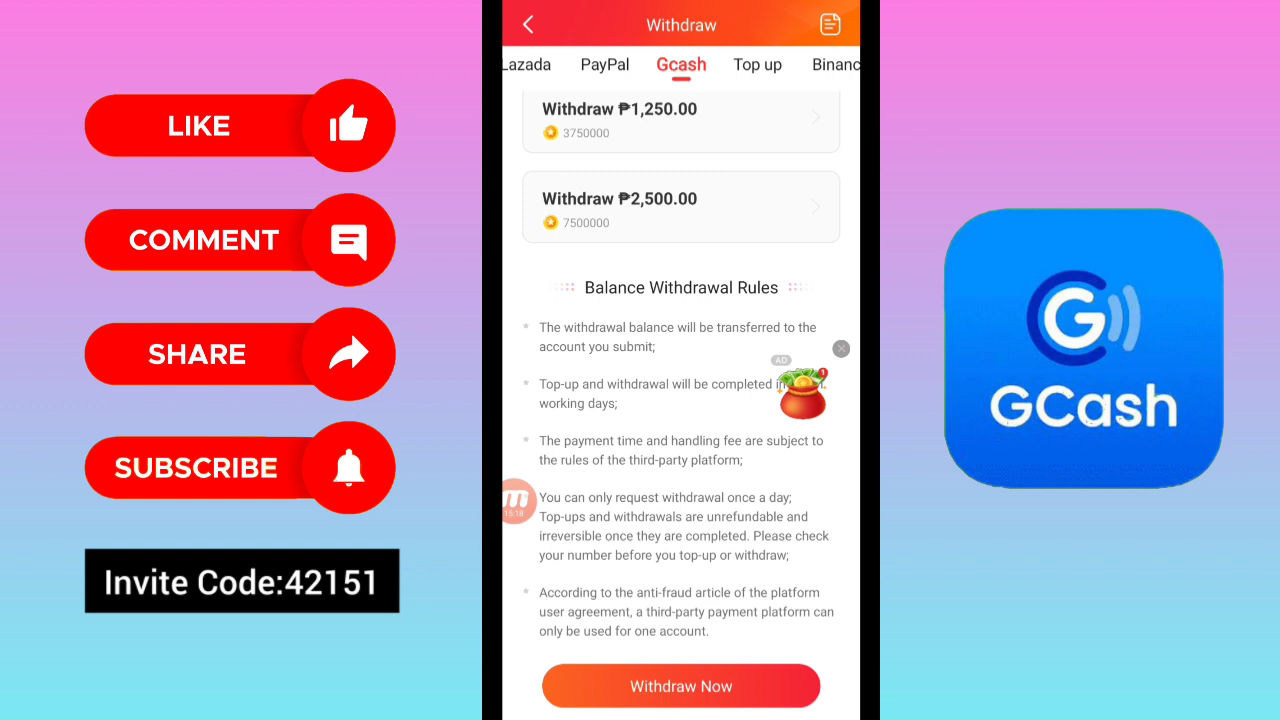 LIKE
COMMENT
SHARE
SUBSCRIBE
Invite Code:42151
Withdraw
Lazada PayPal Gcash Top up Binanc
Withdraw ₱1,250.00
3750000
Withdraw ₱2,500.00
7500000
Balance Withdrawal Rules
The withdrawal balance will be transferred to the
account you submit;
AD
1
Top-up and withdrawal will be completed in
working days;
The payment time and handling fee are subject to
the rules of the third-party platform;
You can only request withdrawal once a day;
Top-ups and withdrawals are unrefundable and
irreversible once they are completed. Please check
your number before you top-up or withdraw;
m
15:18
According to the anti-fraud article of the platform
user agreement, a third-party payment platform can
only be used for one account.
Withdraw Now
G
GCash